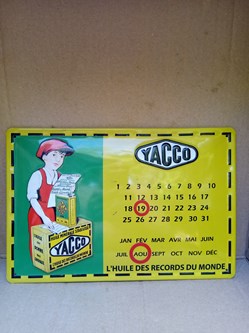 YACCO
1 2 3 4 5 6 7 8 9 10
11 12 13 14 15 16 17
18 19 20 21 22 23 24
25 26 27 28 29 30 31
JAN FÉV MAR AVR MAI JUIN
JUIL AOU SEPT OCT NOV DÉC
L'HUILE DES RECORDS DU MONDE
YACCO